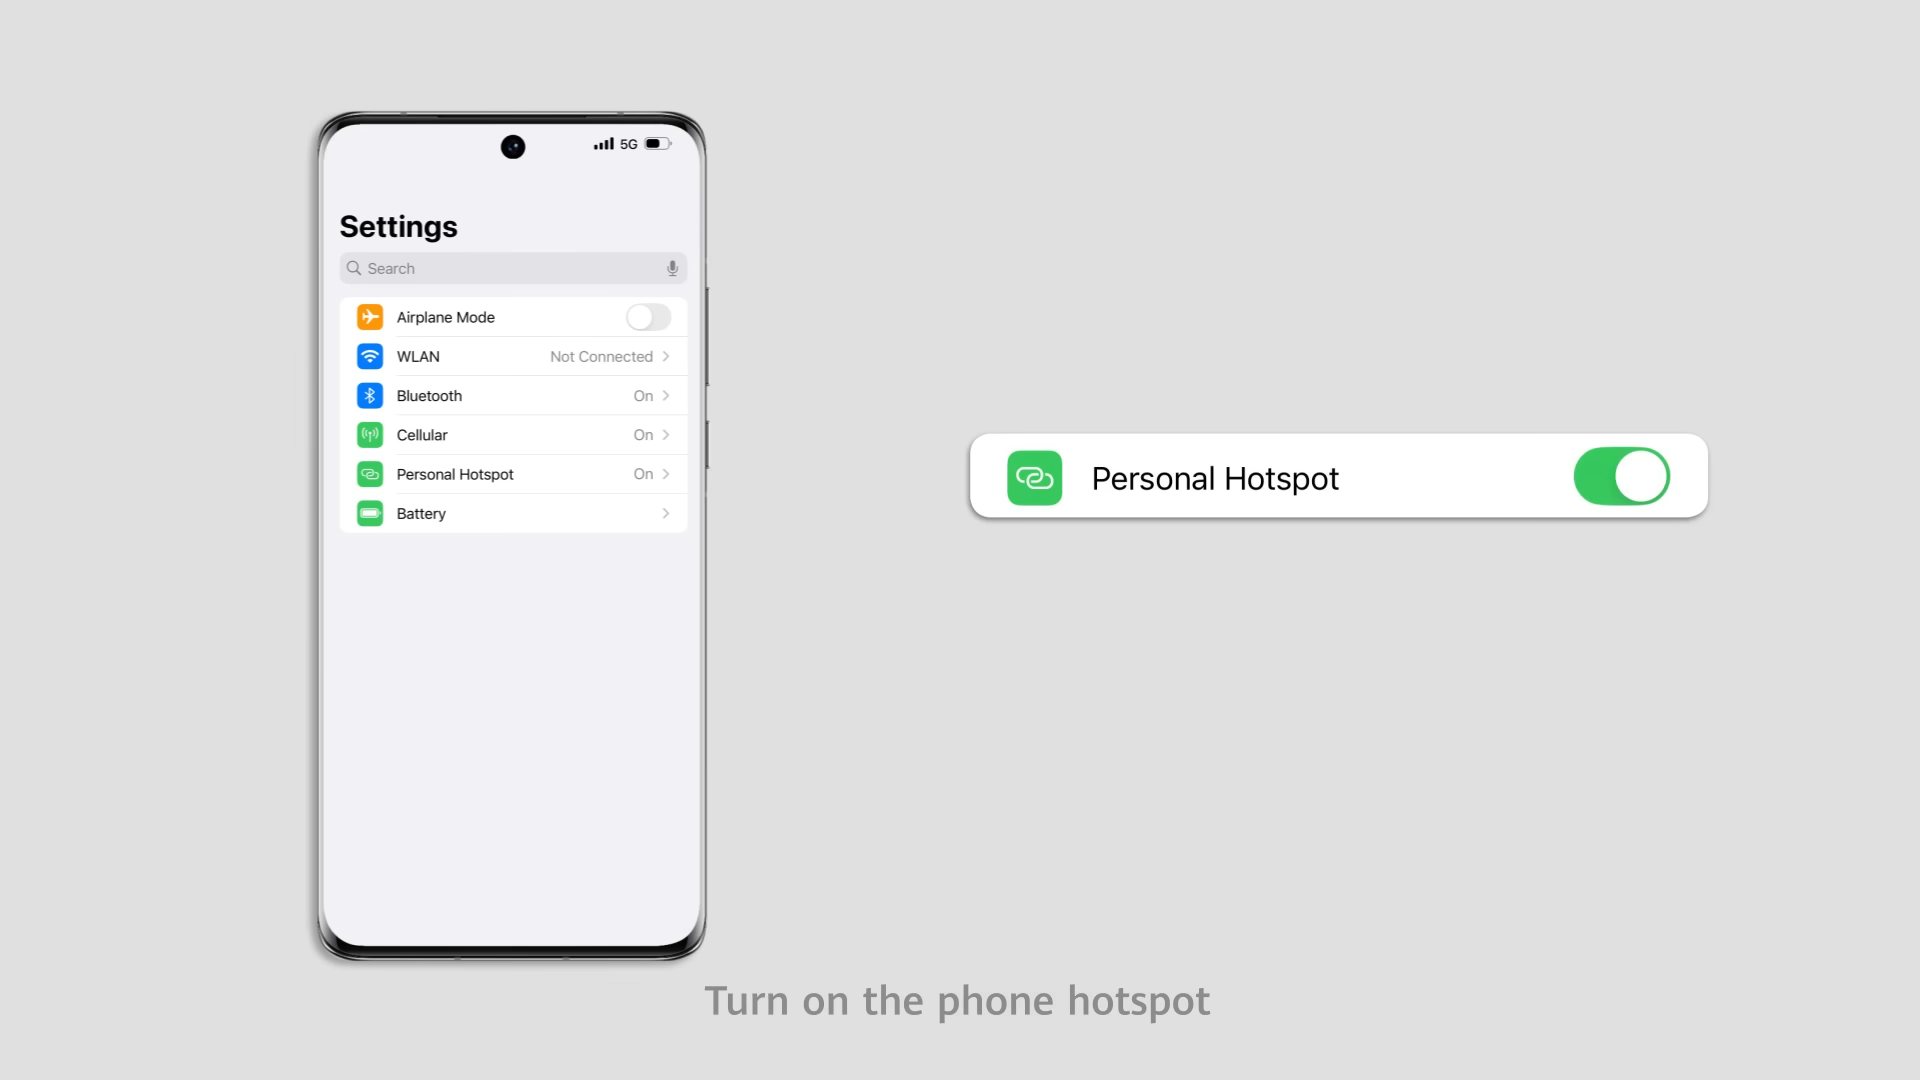 5G
Settings
Search
Airplane Mode
WLAN Not Connected
Bluetooth On
Cellular On
Personal Hotspot On
Battery
Personal Hotspot
Turn on the phone hotspot